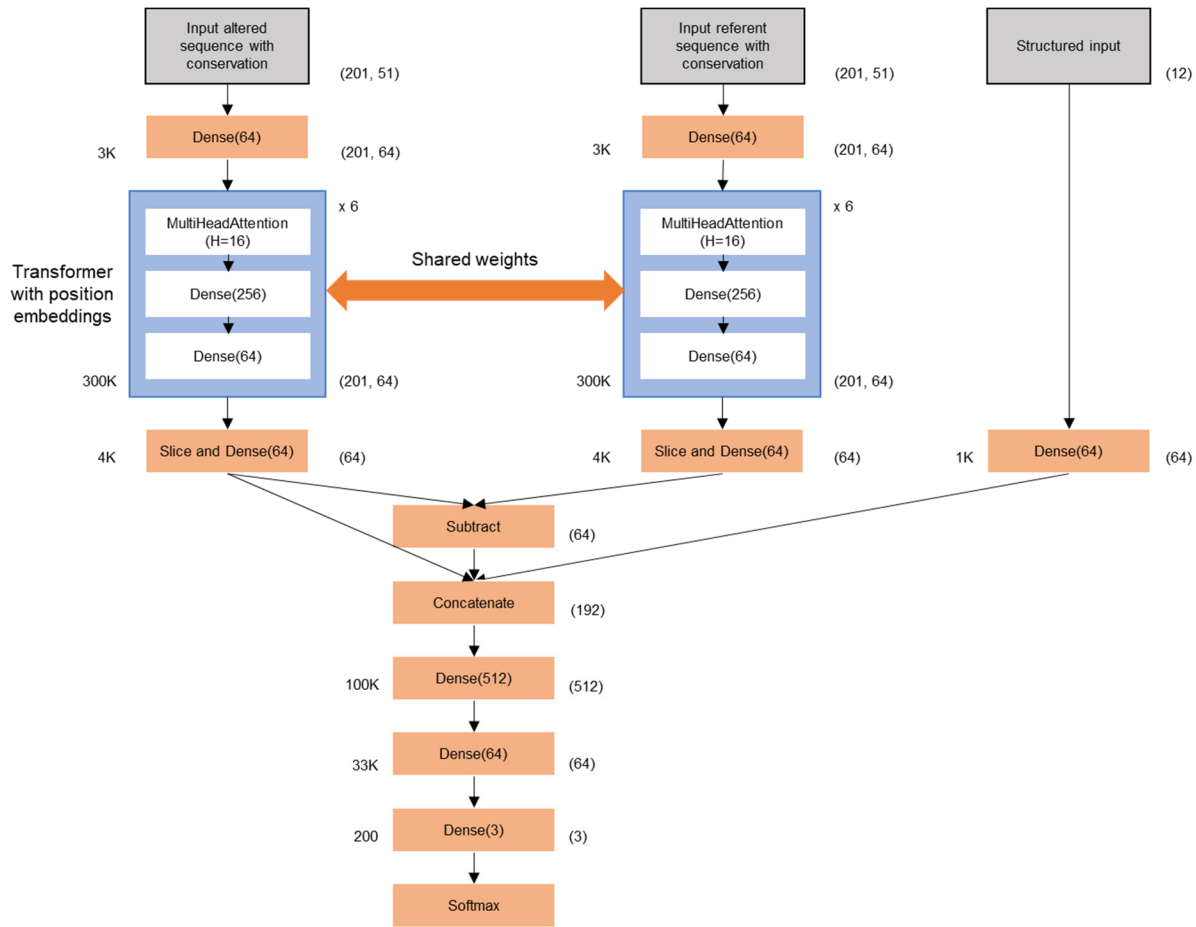 Input altered
sequence with
conservation
(201, 51)
Input referent
sequence with
conservation
(201, 51)
Structured input
(12)
Dense(64)
3K
(201, 64)
Dense(64)
3K
(201, 64)
x 6
MultiHeadAttention
(H=16)
Dense(256)
Dense(64)
Transformer
with position
embeddings
300K
(201, 64)
Shared weights
x 6
MultiHeadAttention
(H=16)
Dense(256)
Dense(64)
300K
(201, 64)
4K
Slice and Dense(64)
(64)
4K
Slice and Dense(64)
(64)
1K
Dense(64)
(64)
Subtract
(64)
Concatenate
(192)
100K
Dense(512)
(512)
33K
Dense(64)
(64)
200
Dense(3)
(3)
Softmax